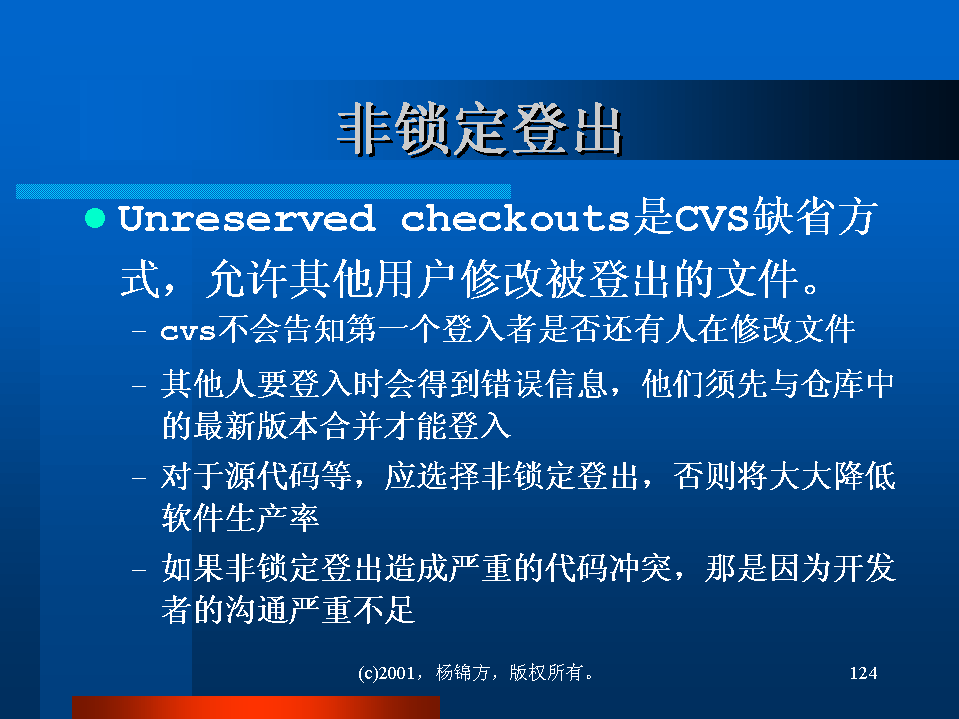 非锁定登出
Unreserved checkouts是CVS缺省方
式，允许其他用户修改被登出的文件。
– cvs不会告知第一个登入者是否还有人在修改文件
– 其他人要登入时会得到错误信息，他们须先与仓库中
的最新版本合并才能登入
– 对于源代码等，应选择非锁定登出，否则将大大降低
软件生产率
– 如果非锁定登出造成严重的代码冲突，那是因为开发
者的沟通严重不足
(c)2001，杨锦方，版权所有。
124